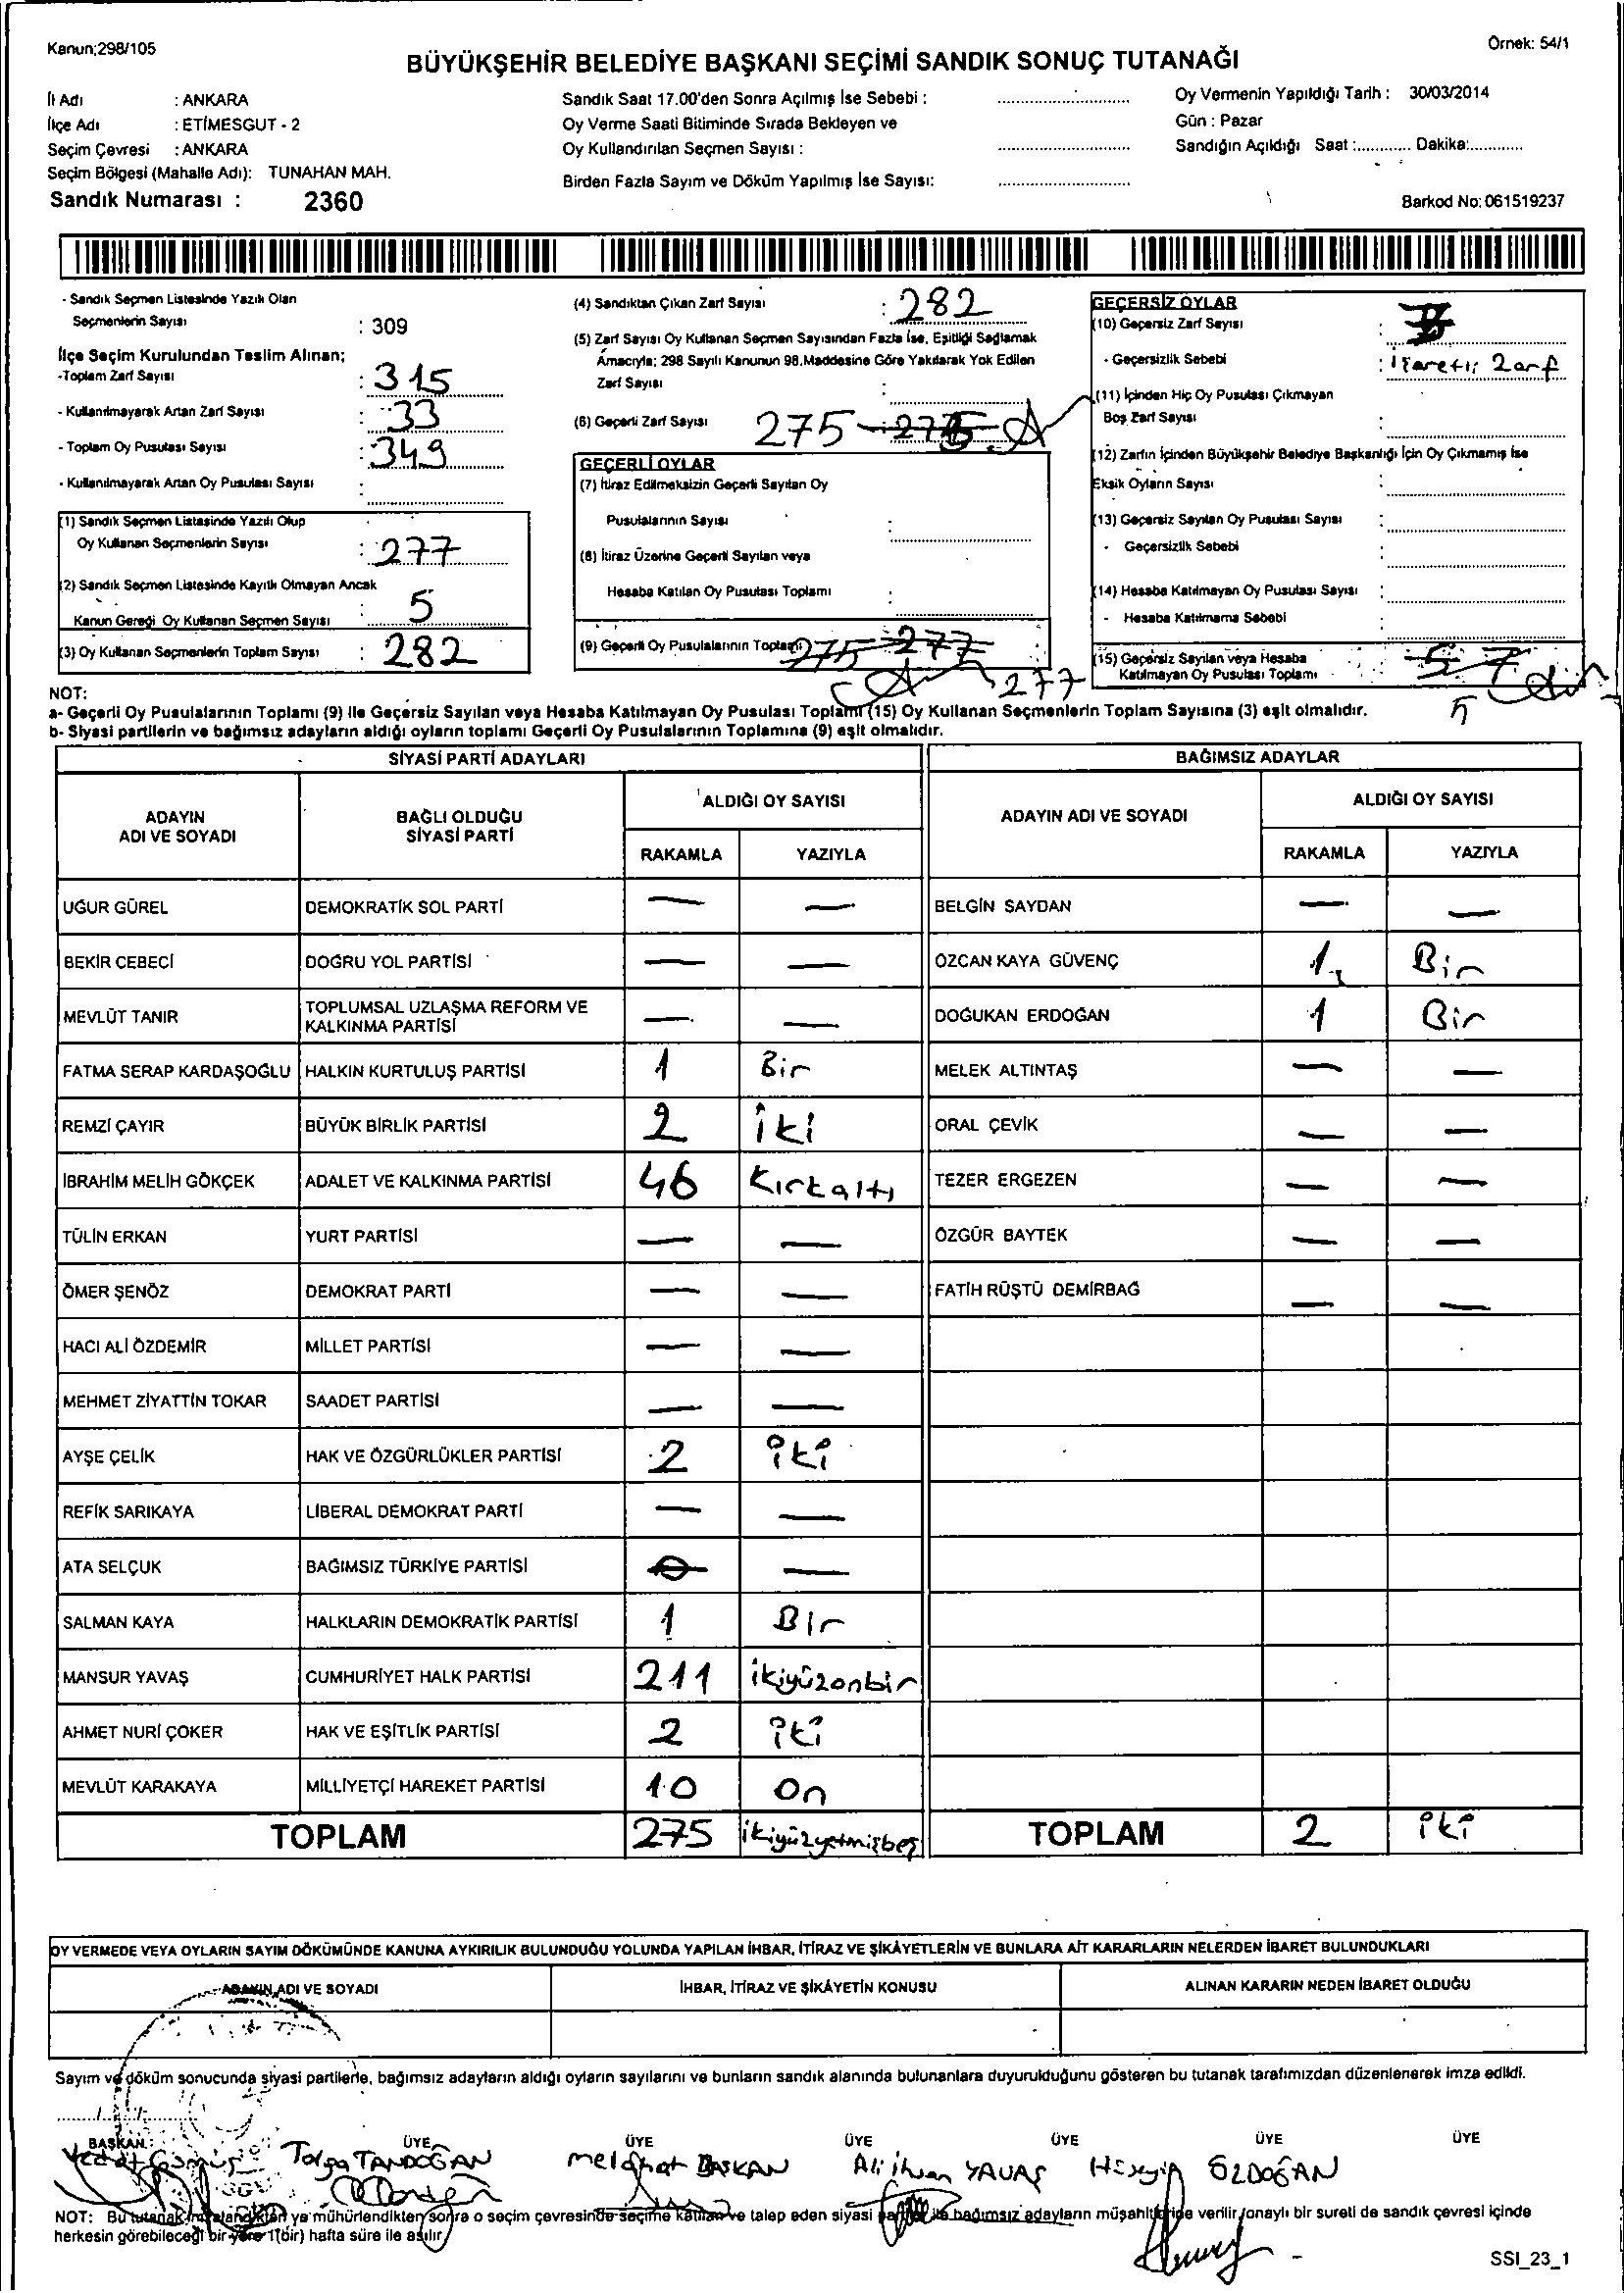 Kanun;298/105
Örnek: 54/1
BÜYÜKŞEHİR BELEDİYE BAŞKANI SEÇİMİ SANDIK SONUÇ TUTANAĞI
İl Adı : ANKARA
İlçe Adı : ETİMESGUT - 2
Seçim Çevresi : ANKARA
Seçim Bölgesi (Mahalle Adı): TUNAHAN MAH.
Sandık Numarası : 2360
Sandık Saat 17.00'den Sonra Açılmış İse Sebebi :
Oy Verme Saati Bitiminde Sırada Bekleyen ve
Oy Kullandırılan Seçmen Sayısı :
Birden Fazla Sayım ve Döküm Yapılmış İse Sayısı:
Oy Vermenin Yapıldığı Tarih : 30/03/2014
Gün : Pazar
Sandığın Açıldığı Saat :............ Dakika:............
Barkod No: 061519237
- Sandık Seçmen Listesinde Yazılı Olan
Seçmenlerin Sayısı : 309
İlçe Seçim Kurulundan Teslim Alınan;
-Toplam Zarf Sayısı : 315
- Kullanılmayarak Artan Zarf Sayısı : 33
- Toplam Oy Pusulası Sayısı : 349
- Kullanılmayarak Artan Oy Pusulası Sayısı :
(1) Sandık Seçmen Listesinde Yazılı Olup
Oy Kullanan Seçmenlerin Sayısı : 277
(2) Sandık Seçmen Listesinde Kayıtlı Olmayan Ancak
Kanun Gereği Oy Kullanan Seçmen Sayısı : 5
(3) Oy Kullanan Seçmenlerin Toplam Sayısı : 282
(4) Sandıktan Çıkan Zarf Sayısı : 282
(5) Zarf Sayısı Oy Kullanan Seçmen Sayısından Fazla İse, Eşitliği Sağlamak
Amacıyla; 298 Sayılı Kanunun 98.Maddesine Göre Yakılarak Yok Edilen
Zarf Sayısı :
(6) Geçerli Zarf Sayısı 275
GEÇERLİ OYLAR
(7) İtiraz Edilmeksizin Geçerli Sayılan Oy
Pusulalarının Sayısı :
(8) İtiraz Üzerine Geçerli Sayılan veya
Hesaba Katılan Oy Pusulası Toplamı :
(9) Geçerli Oy Pusulalarının Toplamı 275 277
277
GEÇERSİZ OYLAR
(10) Geçersiz Zarf Sayısı :
- Geçersizlik Sebebi : İşaretli Zarf
(11) İçinden Hiç Oy Pusulası Çıkmayan
Boş Zarf Sayısı :
(12) Zarfın İçinden Büyükşehir Belediye Başkanlığı İçin Oy Çıkmamış İse
Eksik Oyların Sayısı :
(13) Geçersiz Sayılan Oy Pusulası Sayısı :
- Geçersizlik Sebebi :
(14) Hesaba Katılmayan Oy Pusulası Sayısı :
- Hesaba Katılmama Sebebi :
(15) Geçersiz Sayılan veya Hesaba
Katılmayan Oy Pusulası Toplamı : 5 7
5
NOT:
a- Geçerli Oy Pusulalarının Toplamı (9) ile Geçersiz Sayılan veya Hesaba Katılmayan Oy Pusulası Toplamı (15) Oy Kullanan Seçmenlerin Toplam Sayısına (3) eşit olmalıdır.
b- Siyasi partilerin ve bağımsız adayların aldığı oyların toplamı Geçerli Oy Pusulalarının Toplamına (9) eşit olmalıdır.
SİYASİ PARTİ ADAYLARI
BAĞIMSIZ ADAYLAR
ADAYIN ADI VE SOYADI
BAĞLI OLDUĞU SİYASİ PARTİ
ALDIĞI OY SAYISI
RAKAMLA YAZIYLA
ADAYIN ADI VE SOYADI
ALDIĞI OY SAYISI
RAKAMLA YAZIYLA
UĞUR GÜREL DEMOKRATİK SOL PARTİ — — BELGİN SAYDAN — —
BEKİR CEBECİ DOĞRU YOL PARTİSİ — — ÖZCAN KAYA GÜVENÇ 1 Bir
MEVLÜT TANIR TOPLUMSAL UZLAŞMA REFORM VE KALKINMA PARTİSİ — — DOĞUKAN ERDOĞAN 1 Bir
FATMA SERAP KARDAŞOĞLU HALKIN KURTULUŞ PARTİSİ 1 Bir MELEK ALTINTAŞ — —
REMZİ ÇAYIR BÜYÜK BİRLİK PARTİSİ 2 iki ORAL ÇEVİK — —
İBRAHİM MELİH GÖKÇEK ADALET VE KALKINMA PARTİSİ 46 Kırkaltı TEZER ERGEZEN — —
TÜLİN ERKAN YURT PARTİSİ — — ÖZGÜR BAYTEK — —
ÖMER ŞENÖZ DEMOKRAT PARTİ — — FATİH RÜŞTÜ DEMİRBAĞ — —
HACI ALİ ÖZDEMİR MİLLET PARTİSİ — —
MEHMET ZİYATTİN TOKAR SAADET PARTİSİ — —
AYŞE ÇELİK HAK VE ÖZGÜRLÜKLER PARTİSİ 2 iki
REFİK SARIKAYA LİBERAL DEMOKRAT PARTİ — —
ATA SELÇUK BAĞIMSIZ TÜRKİYE PARTİSİ — —
SALMAN KAYA HALKLARIN DEMOKRATİK PARTİSİ 1 Bir
MANSUR YAVAŞ CUMHURİYET HALK PARTİSİ 211 ikiyüzonbir
AHMET NURİ ÇOKER HAK VE EŞİTLİK PARTİSİ 2 iki
MEVLÜT KARAKAYA MİLLİYETÇİ HAREKET PARTİSİ 10 On
TOPLAM 275 ikiyüzyetmişbeş TOPLAM 2 iki
OY VERMEDE VEYA OYLARIN SAYIM DÖKÜMÜNDE KANUNA AYKIRILIK BULUNDUĞU YOLUNDA YAPILAN İHBAR, İTİRAZ VE ŞİKÂYETLERİN VE BUNLARA AİT KARARLARIN NELERDEN İBARET BULUNDUKLARI
ADAYIN ADI VE SOYADI İHBAR, İTİRAZ VE ŞİKÂYETİN KONUSU ALINAN KARARIN NEDEN İBARET OLDUĞU
Sayım ve döküm sonucunda siyasi partilerle, bağımsız adayların aldığı oyların sayılarını ve bunların sandık alanında bulunanlara duyurulduğunu gösteren bu tutanak tarafımızdan düzenlenerek imza edildi.
BAŞKAN ÜYE ÜYE ÜYE ÜYE ÜYE ÜYE
Vedat Tolga TANDOĞAN Melahat BAŞKAN Ali ihsan YAVAŞ Hüseyin ÖZDOĞAN
NOT: Bu tutanak imzalandıktan ve mühürlendikten sonra o seçim çevresinde seçime katılan ve talep eden siyasi parti ile bağımsız adayların müşahitlerine verilir, onaylı bir sureti de sandık çevresi içinde
herkesin görebileceği bir yere 1(bir) hafta süre ile asılır
SSI_23_1